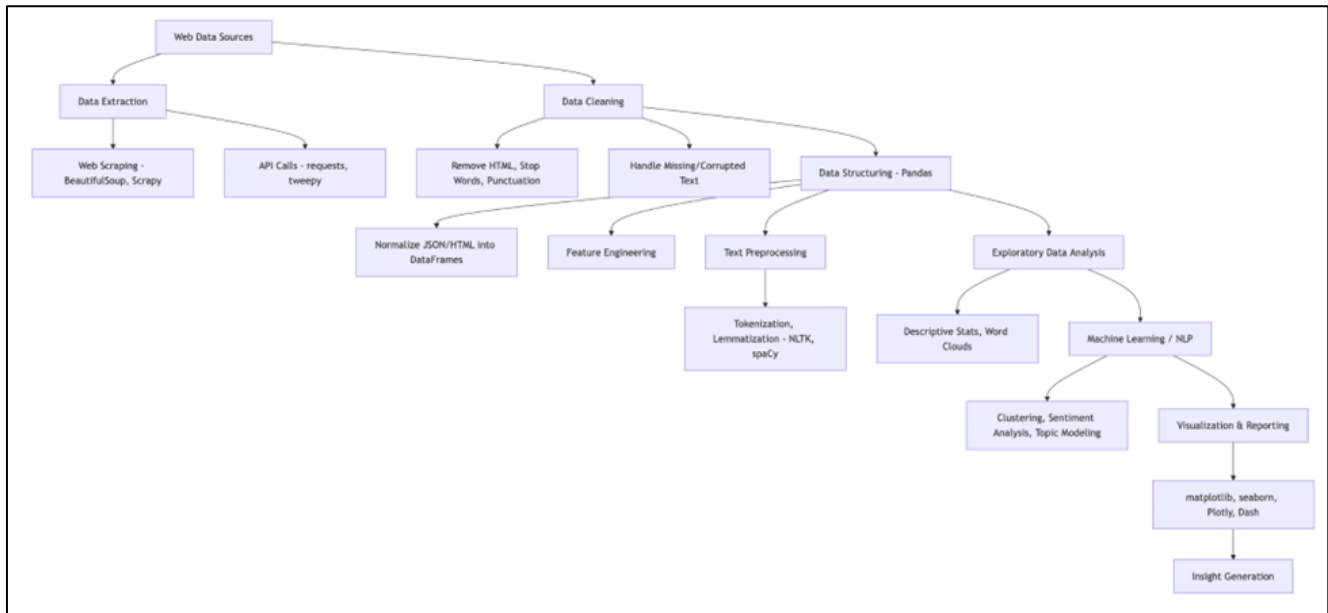 Web Data Sources
Data Extraction
Data Cleaning
Web Scraping -
BeautifulSoup, Scrapy
API Calls - requests,
tweepy
Remove HTML, Stop
Words, Punctuation
Handle Missing/Corrupted
Text
Data Structuring - Pandas
Normalize JSON/HTML into
DataFrames
Feature Engineering
Text Preprocessing
Exploratory Data Analysis
Tokenization,
Lemmatization - NLTK,
spaCy
Descriptive Stats, Word
Clouds
Machine Learning / NLP
Clustering, Sentiment
Analysis, Topic Modeling
Visualization & Reporting
matplotlib, seaborn,
Plotly, Dash
Insight Generation